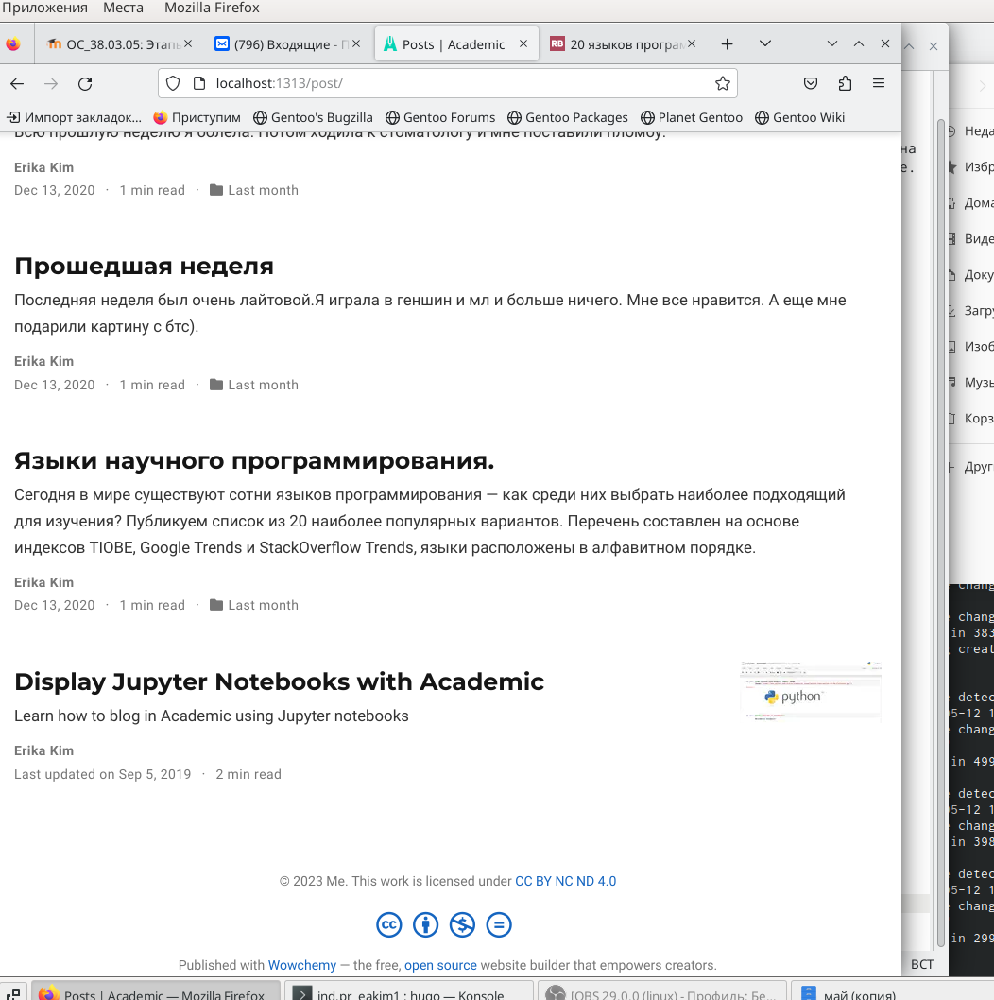 Приложения Места Mozilla Firefox
ОС_38.03.05: Этапы (796) Входящие - П Posts | Academic 20 языков програм
localhost:1313/post/
Импорт закладок... Приступим Gentoo's Bugzilla Gentoo Forums Gentoo Packages Planet Gentoo Gentoo Wiki
Всю прошлую неделю я болела. Потом ходила к стоматологу и мне поставили пломбу.
на
е.
Erika Kim
Dec 13, 2020 · 1 min read · Last month
Прошедшая неделя
Последняя неделя был очень лайтовой.Я играла в геншин и мл и больше ничего. Мне все нравится. А еще мне
подарили картину с бтс).
Erika Kim
Dec 13, 2020 · 1 min read · Last month
Языки научного программирования.
Сегодня в мире существуют сотни языков программирования — как среди них выбрать наиболее подходящий
для изучения? Публикуем список из 20 наиболее популярных вариантов. Перечень составлен на основе
индексов TIOBE, Google Trends и StackOverflow Trends, языки расположены в алфавитном порядке.
Erika Kim
Dec 13, 2020 · 1 min read · Last month
Display Jupyter Notebooks with Academic
Learn how to blog in Academic using Jupyter notebooks
python
Erika Kim
Last updated on Sep 5, 2019 · 2 min read
© 2023 Me. This work is licensed under CC BY NC ND 4.0
cc
Published with Wowchemy — the free, open source website builder that empowers creators.
Неда
Избр
Дома
Виде
Доку
Загру
Изоб
Музы
Корз
Други
chang
chang
in 383
creat
detec
05-12 1
chang
in 499
detec
05-12 1
chang
in 398
detec
05-12 1
chang
in 299
ВСТ
Posts | Academic — Mozilla Firefox ind.pr_eakim1 : hugo — Konsole [OBS 29.0.0 (linux) - Профиль: Бе... май (копия)